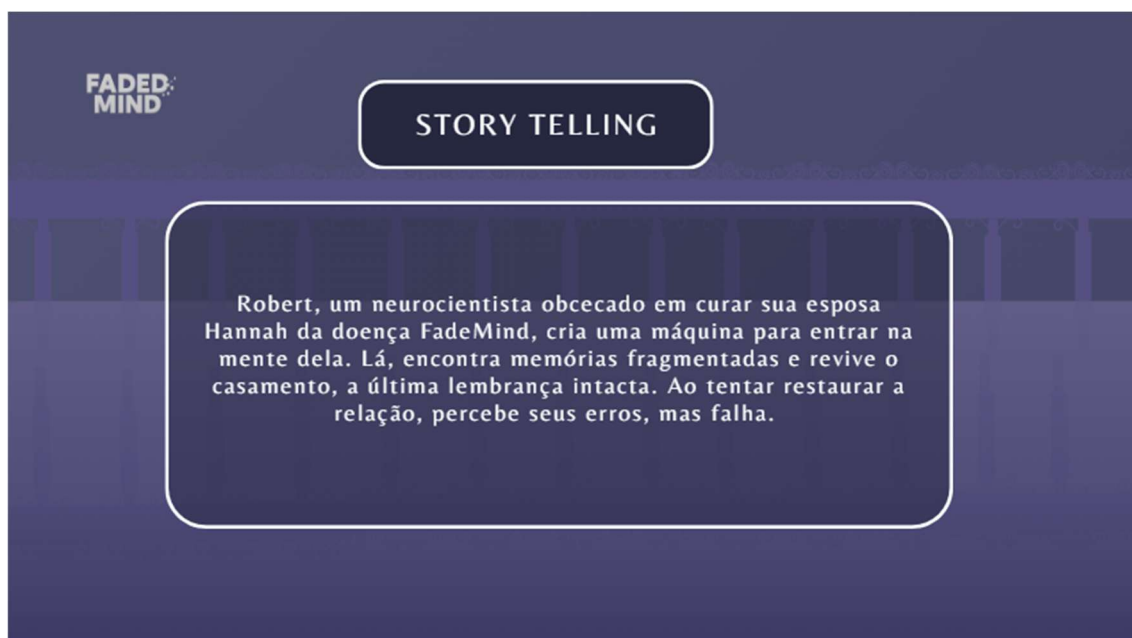 FADED
MIND
STORY TELLING
Robert, um neurocientista obcecado em curar sua esposa
Hannah da doença FadeMind, cria uma máquina para entrar na
mente dela. Lá, encontra memórias fragmentadas e revive o
casamento, a última lembrança intacta. Ao tentar restaurar a
relação, percebe seus erros, mas falha.